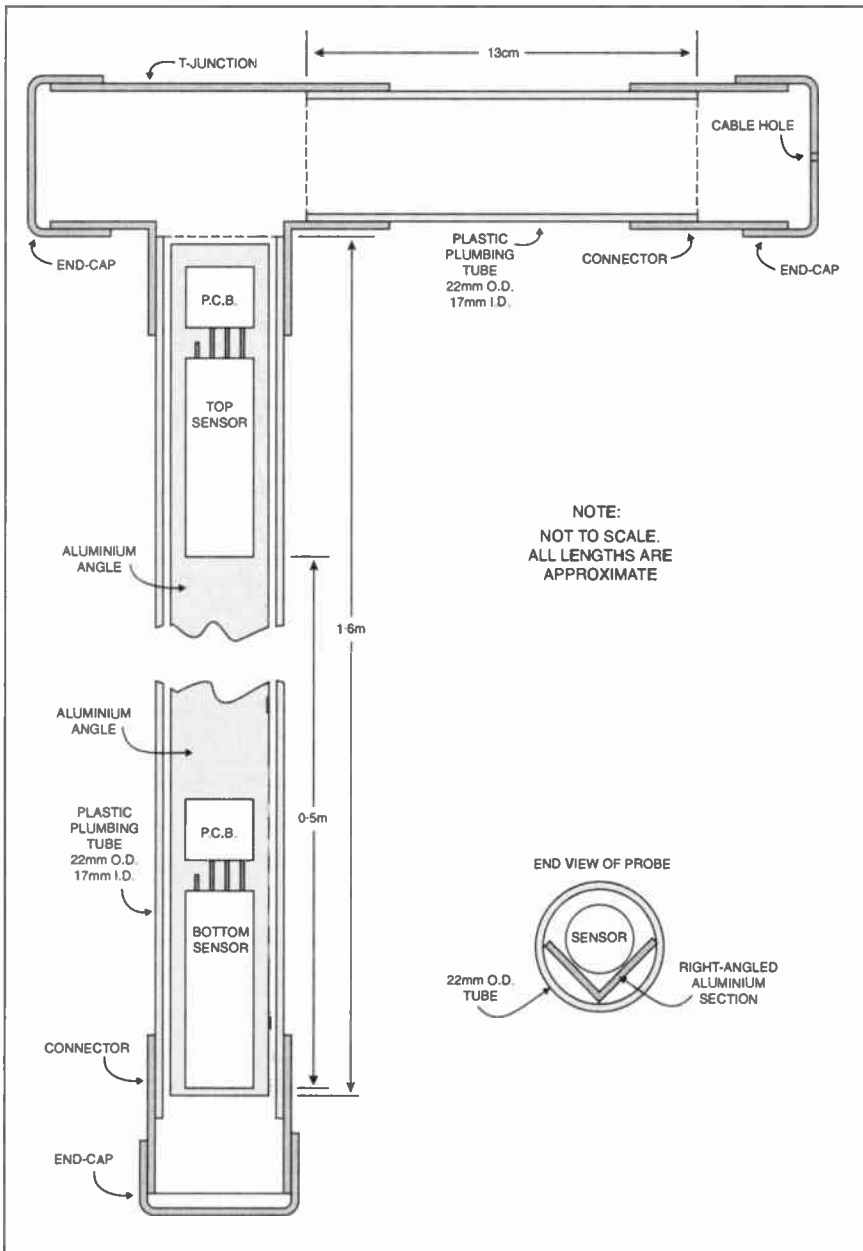 13cm
T-JUNCTION
CABLE HOLE
END-CAP
PLASTIC
PLUMBING
TUBE
22mm O.D.
17mm I.D.
CONNECTOR
END-CAP
P.C.B.
TOP
SENSOR
NOTE:
NOT TO SCALE.
ALL LENGTHS ARE
APPROXIMATE
ALUMINIUM
ANGLE
1·6m
ALUMINIUM
ANGLE
0·5m
PLASTIC
PLUMBING
TUBE
22mm O.D.
17mm I.D.
P.C.B.
BOTTOM
SENSOR
END VIEW OF PROBE
SENSOR
22mm O.D.
TUBE
RIGHT-ANGLED
ALUMINIUM
SECTION
CONNECTOR
END-CAP